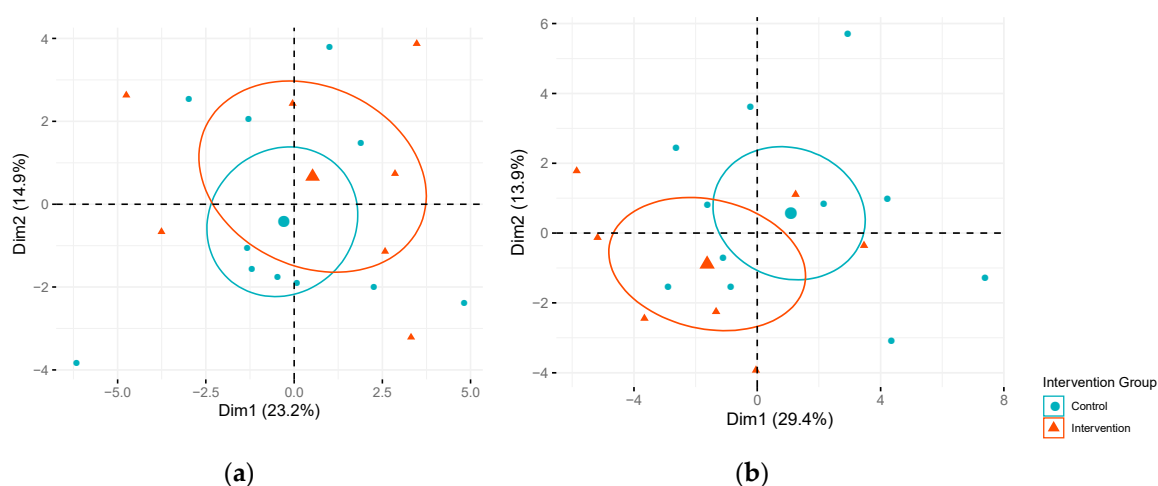 4
2
0
−2
−4
−5.0
−2.5
0.0
2.5
5.0
Dim2 (14.9%)
Dim1 (23.2%)
(a)
6
4
2
0
−2
−4
−4
0
4
8
Dim2 (13.9%)
Dim1 (29.4%)
(b)
Intervention Group
Control
Intervention